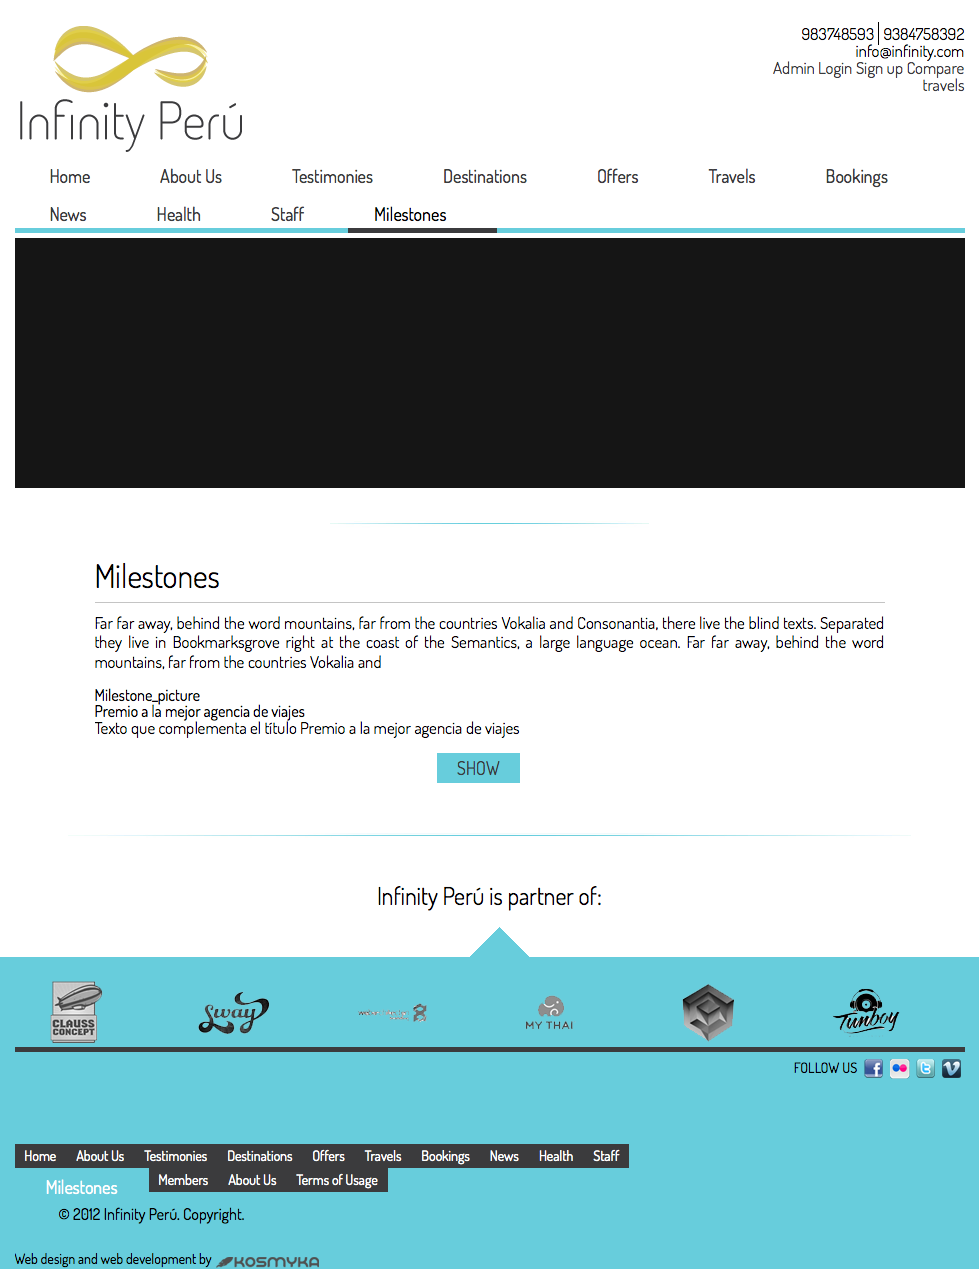 983748593 | 9384758392
info@infinity.com
Admin Login Sign up Compare
travels
Infinity Perú
Home About Us Testimonies Destinations Offers Travels Bookings
News Health Staff Milestones
Milestones
Far far away, behind the word mountains, far from the countries Vokalia and Consonantia, there live the blind texts. Separated
they live in Bookmarksgrove right at the coast of the Semantics, a large language ocean. Far far away, behind the word
mountains, far from the countries Vokalia and
Milestone_picture
Premio a la mejor agencia de viajes
Texto que complementa el título Premio a la mejor agencia de viajes
SHOW
Infinity Perú is partner of:
CLAUSS
CONCEPT
Sway
8
MY THAI
Tunboy
FOLLOW US
Home About Us Testimonies Destinations Offers Travels Bookings News Health Staff
Milestones Members About Us Terms of Usage
© 2012 Infinity Perú. Copyright.
Web design and web development by KOSMYKA